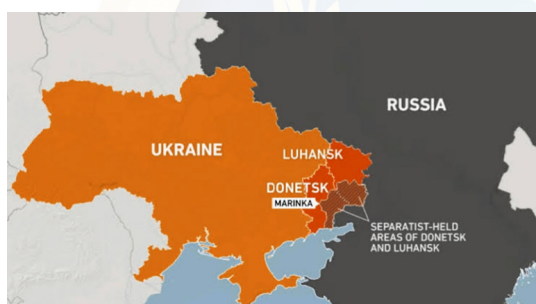 RUSSIA
UKRAINE
LUHANSK
DONETSK
MARINKA
SEPARATIST-HELD
AREAS OF DONETSK
AND LUHANSK